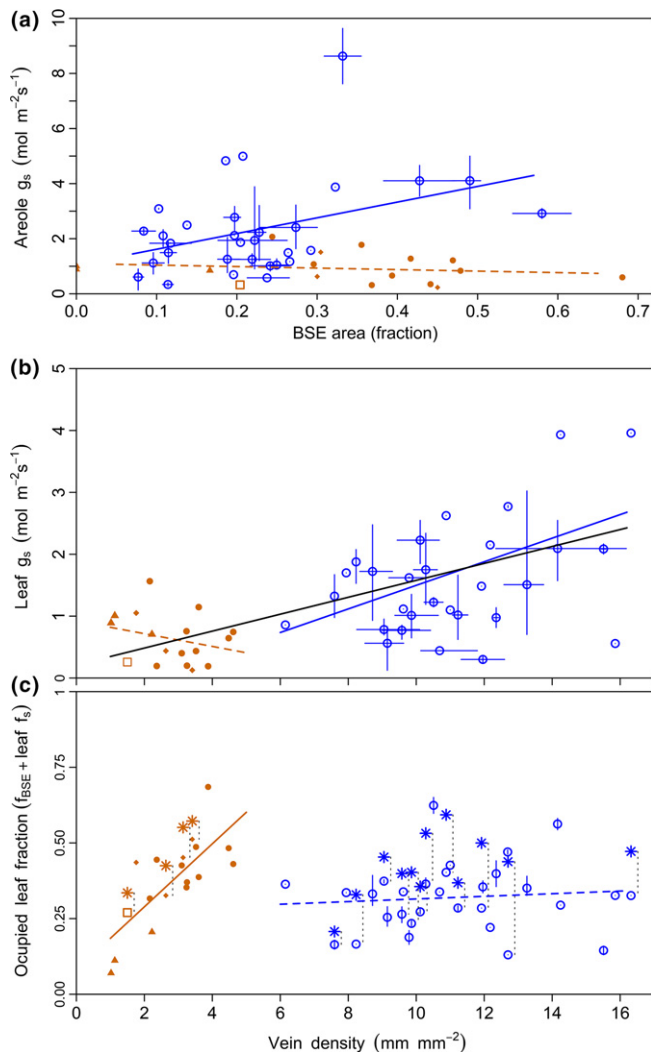 (a)
Areole gs (mol m−2s−1)
10
8
6
4
2
0
0.0 0.1 0.2 0.3 0.4 0.5 0.6 0.7
BSE area (fraction)
(b)
Leaf gs (mol m−2s−1)
5
4
3
2
1
0
(c)
Ocupied leaf fraction (fBSE + leaf fs)
1
0.75
0.50
0.25
0.00
0 2 4 6 8 10 12 14 16
Vein density (mm mm−2)